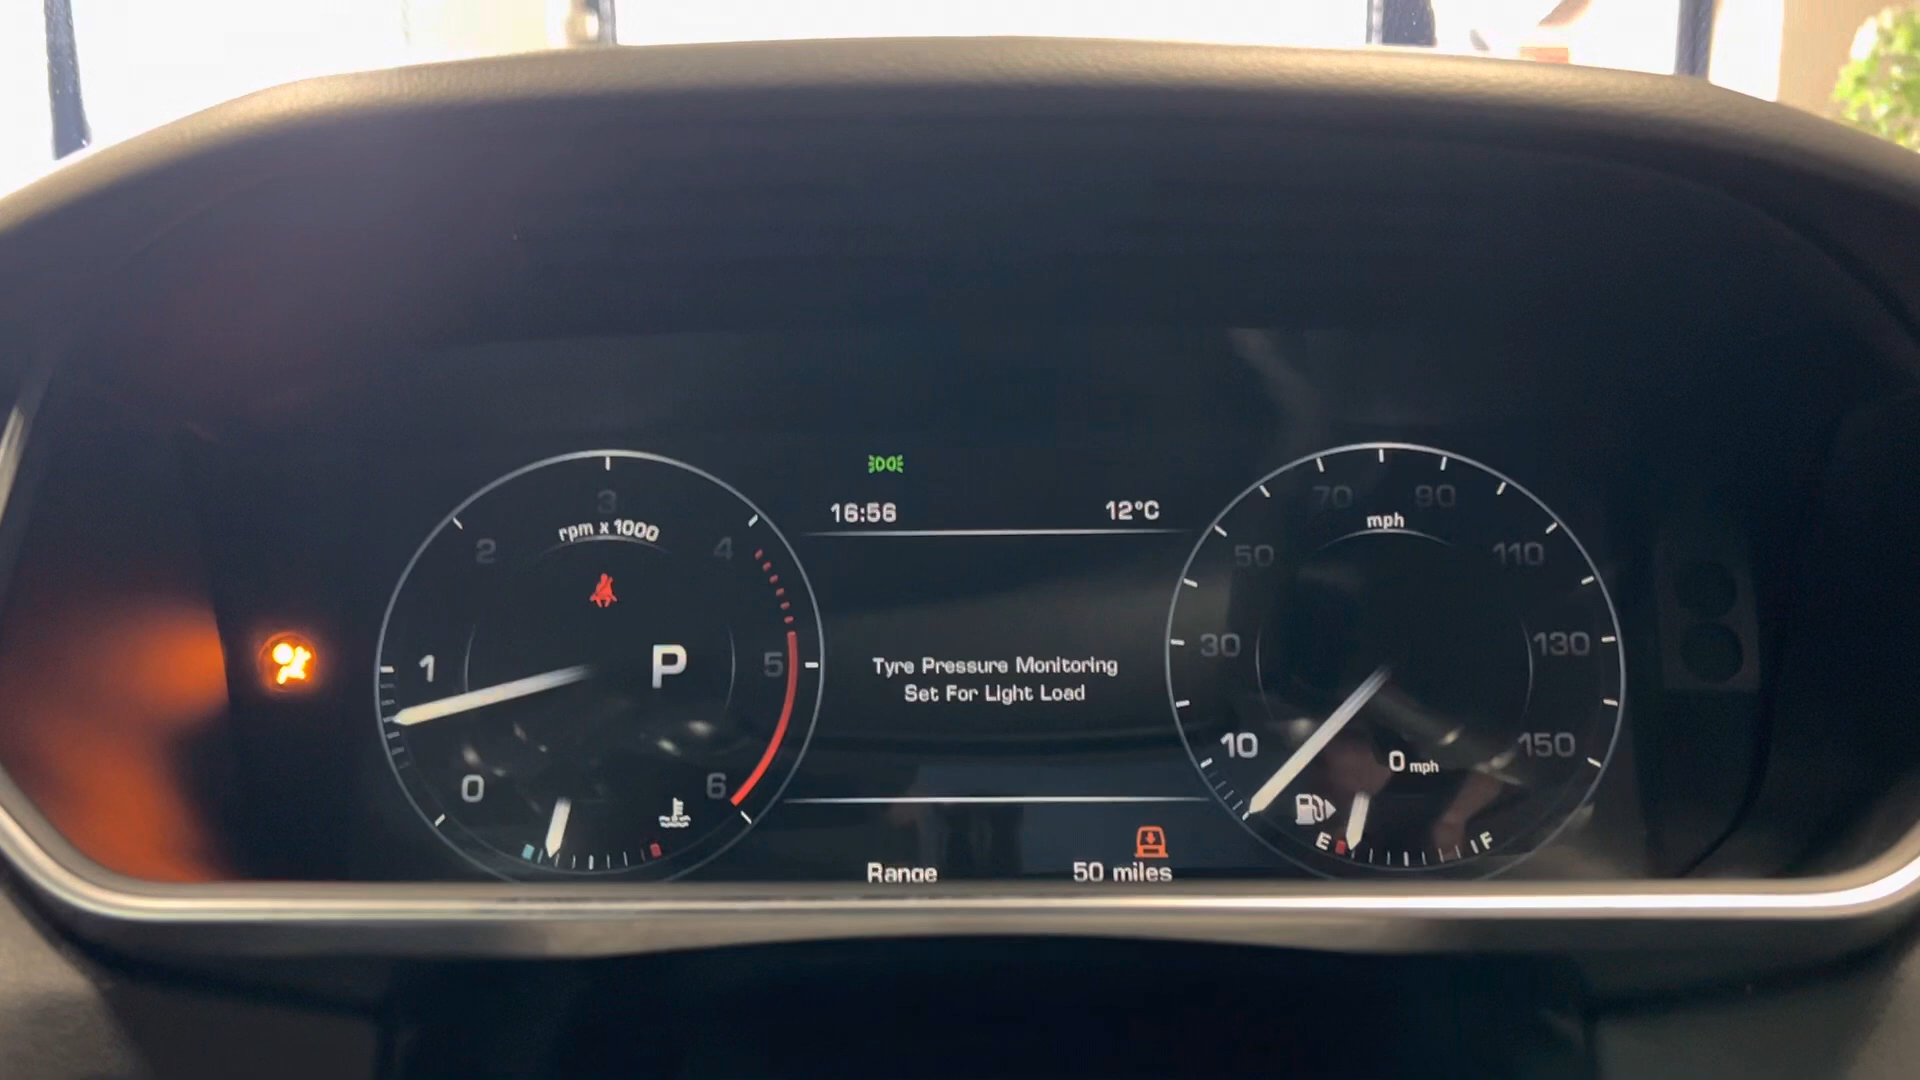 16:56
12°C
3
rpm x 1000
2
4
1
P
5
0
6
Tyre Pressure Monitoring
Set For Light Load
Range
50 miles
70
90
mph
50
110
30
130
10
150
0 mph
E
F